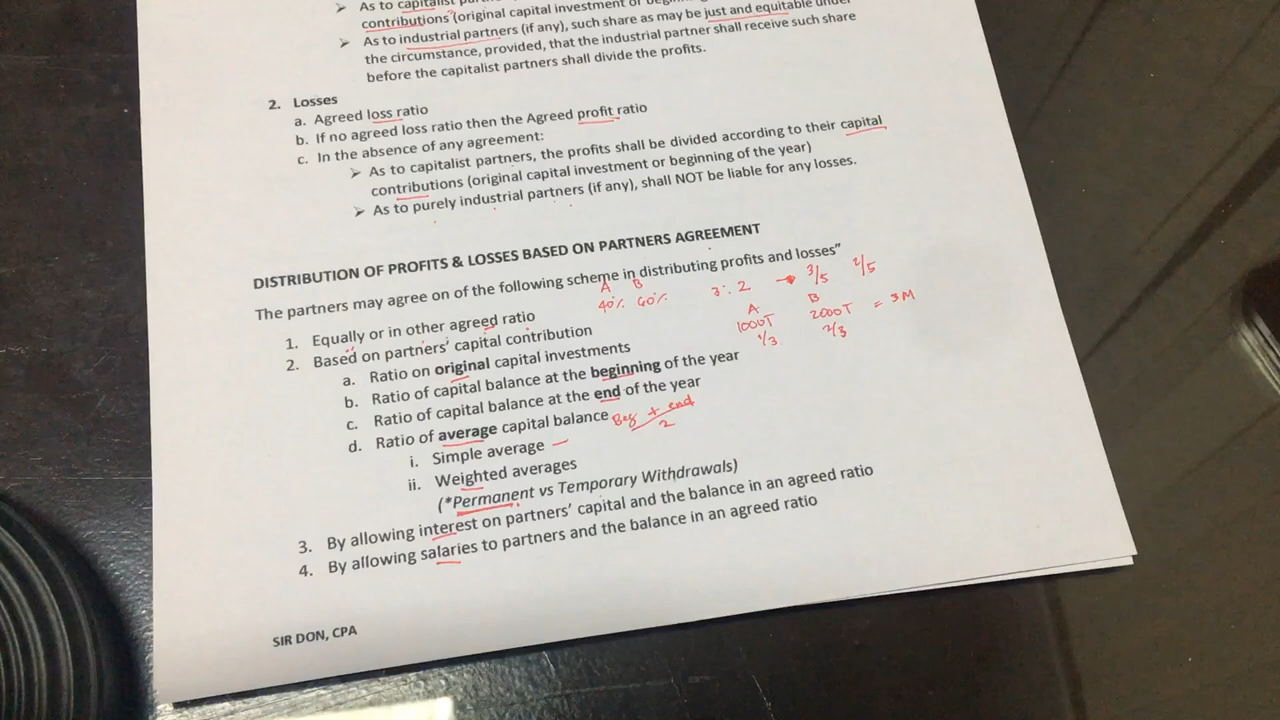 ➢ As to capitalist
contributions (original capital investment or
➢ As to industrial partners (if any), such share as may be just and equitable under
the circumstance, provided, that the industrial partner shall receive such share
before the capitalist partners shall divide the profits.
2. Losses
a. Agreed loss ratio
b. If no agreed loss ratio then the Agreed profit ratio
c. In the absence of any agreement:
➢ As to capitalist partners, the profits shall be divided according to their capital
contributions (original capital investment or beginning of the year)
➢ As to purely industrial partners (if any), shall NOT be liable for any losses.
DISTRIBUTION OF PROFITS & LOSSES BASED ON PARTNERS AGREEMENT
The partners may agree on of the following scheme in distributing profits and losses"
A B
40% 60% 3:2 → 3/5 2/5
A B
1000T 2000T = 3M
1/3 2/3
1. Equally or in other agreed ratio
2. Based on partners' capital contribution
a. Ratio on original capital investments
b. Ratio of capital balance at the beginning of the year
c. Ratio of capital balance at the end of the year
d. Ratio of average capital balance Beg + end
2
i. Simple average
ii. Weighted averages
(*Permanent vs Temporary Withdrawals)
3. By allowing interest on partners' capital and the balance in an agreed ratio
4. By allowing salaries to partners and the balance in an agreed ratio
SIR DON, CPA